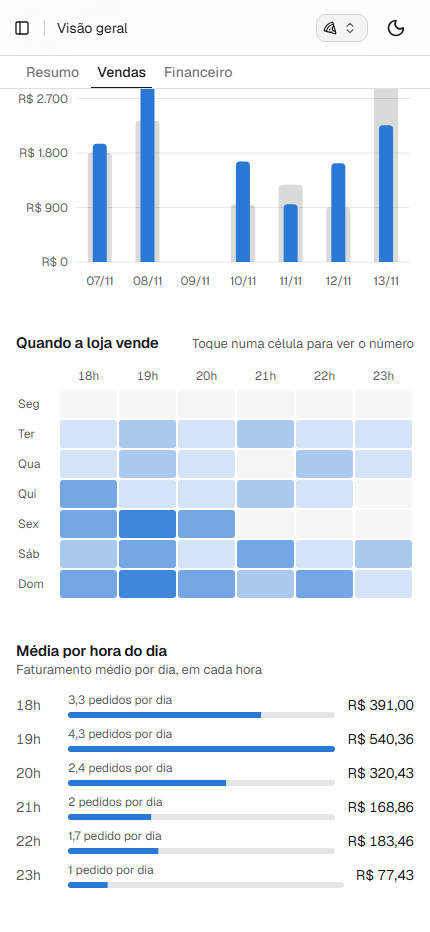 Visão geral
Resumo Vendas Financeiro
R$ 2.700
R$ 1.800
R$ 900
R$ 0
07/11 08/11 09/11 10/11 11/11 12/11 13/11
Quando a loja vende Toque numa célula para ver o número
18h 19h 20h 21h 22h 23h
Seg
Ter
Qua
Qui
Sex
Sáb
Dom
Média por hora do dia
Faturamento médio por dia, em cada hora
18h 3,3 pedidos por dia R$ 391,00
19h 4,3 pedidos por dia R$ 540,36
20h 2,4 pedidos por dia R$ 320,43
21h 2 pedidos por dia R$ 168,86
22h 1,7 pedido por dia R$ 183,46
23h 1 pedido por dia R$ 77,43